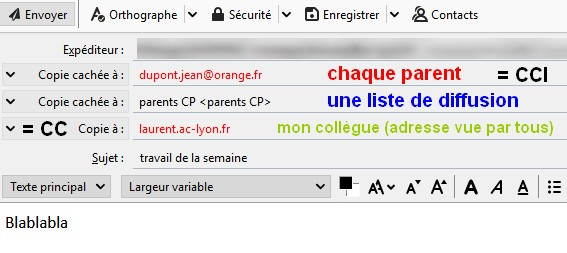 Envoyer Orthographe Sécurité Enregistrer Contacts
Expéditeur :
Copie cachée à : dupont.jean@orange.fr chaque parent = CCI
Copie cachée à : parents CP <parents CP> une liste de diffusion
= CC Copie à : laurent.ac-lyon.fr mon collègue (adresse vue par tous)
Sujet : travail de la semaine
Texte principal Largeur variable AA A A A A A
Blablabla